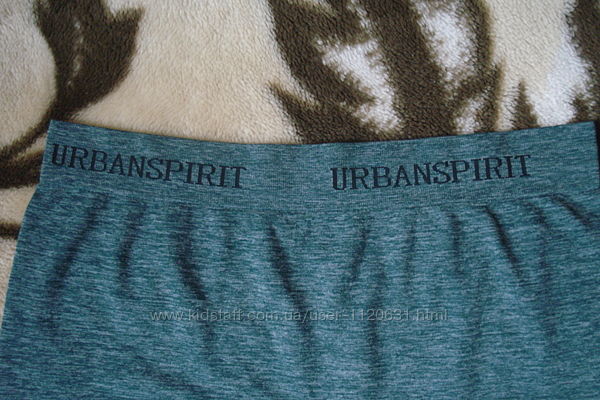 URBANSPIRIT URBANSPIRIT
www.kidstaff.com.ua/user-1120631.html